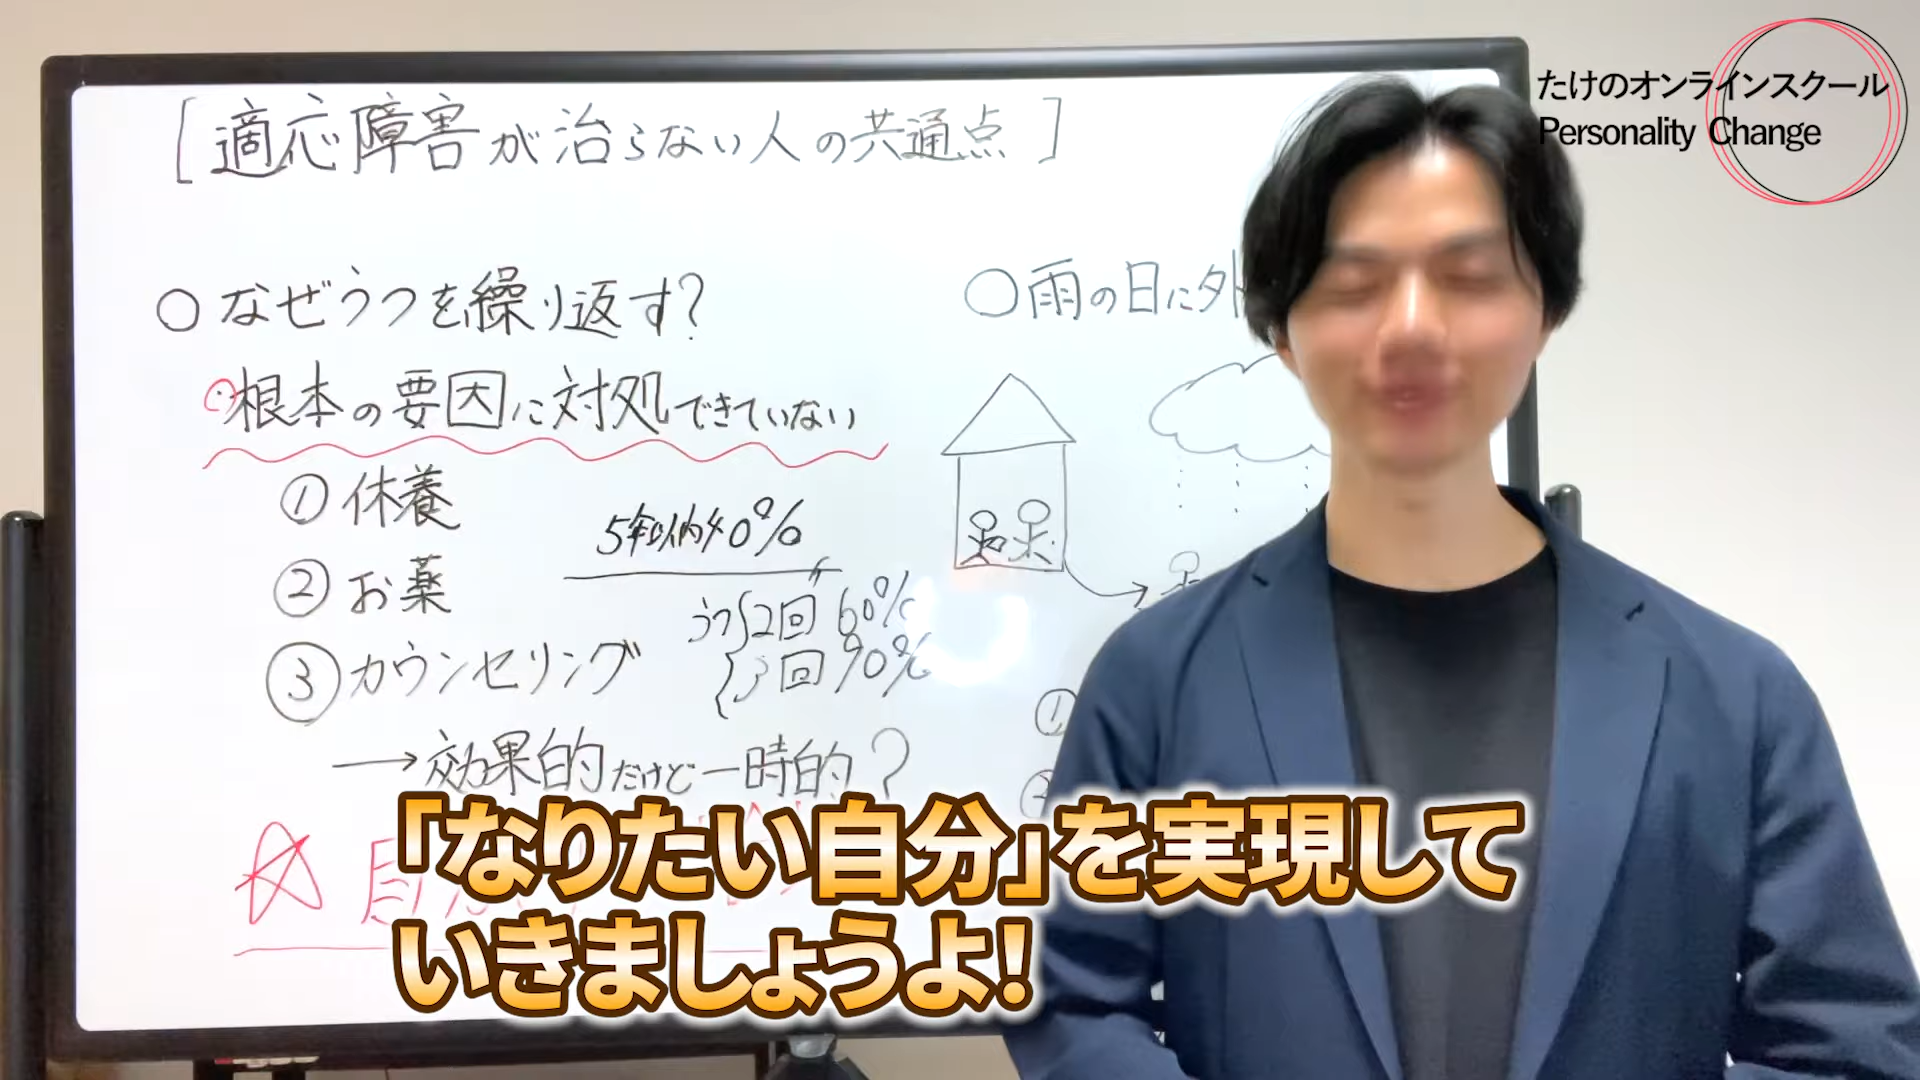 たけのオンラインスクール
Personality Change
[適応障害が治らない人の共通点]
○なぜうつを繰り返す?
根本の要因に対処できていない
①休養
②お薬
③カウンセリング
5年以内40%
うつ{2回 60%
{3回 90%
→効果的だけど一時的?
○雨の日に外
①
②
「なりたい自分」を実現して
いきましょうよ!